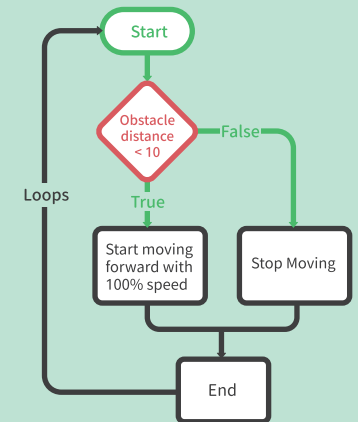 Start
Obstacle
distance
< 10
False
True
Loops
Start moving
forward with
100% speed
Stop Moving
End